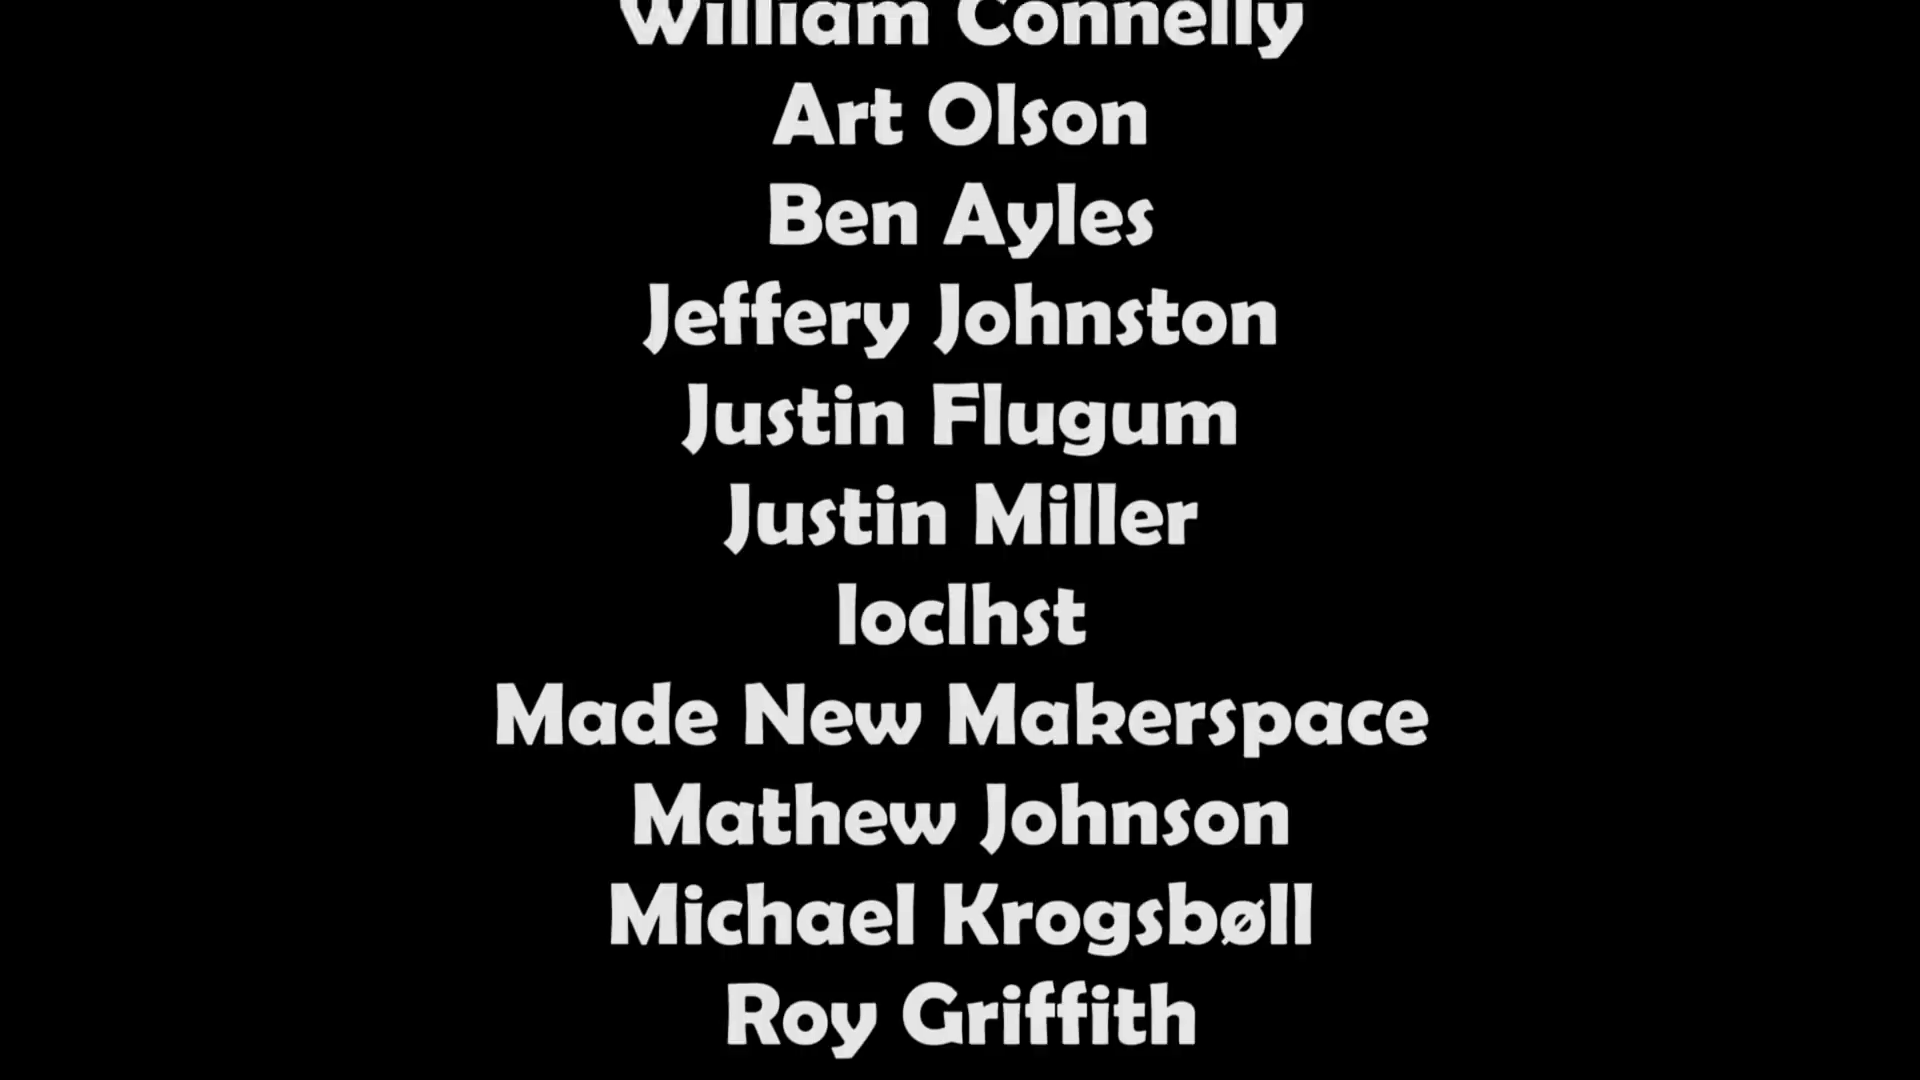 William Connelly
Art Olson
Ben Ayles
Jeffery Johnston
Justin Flugum
Justin Miller
loclhst
Made New Makerspace
Mathew Johnson
Michael Krogsbøll
Roy Griffith